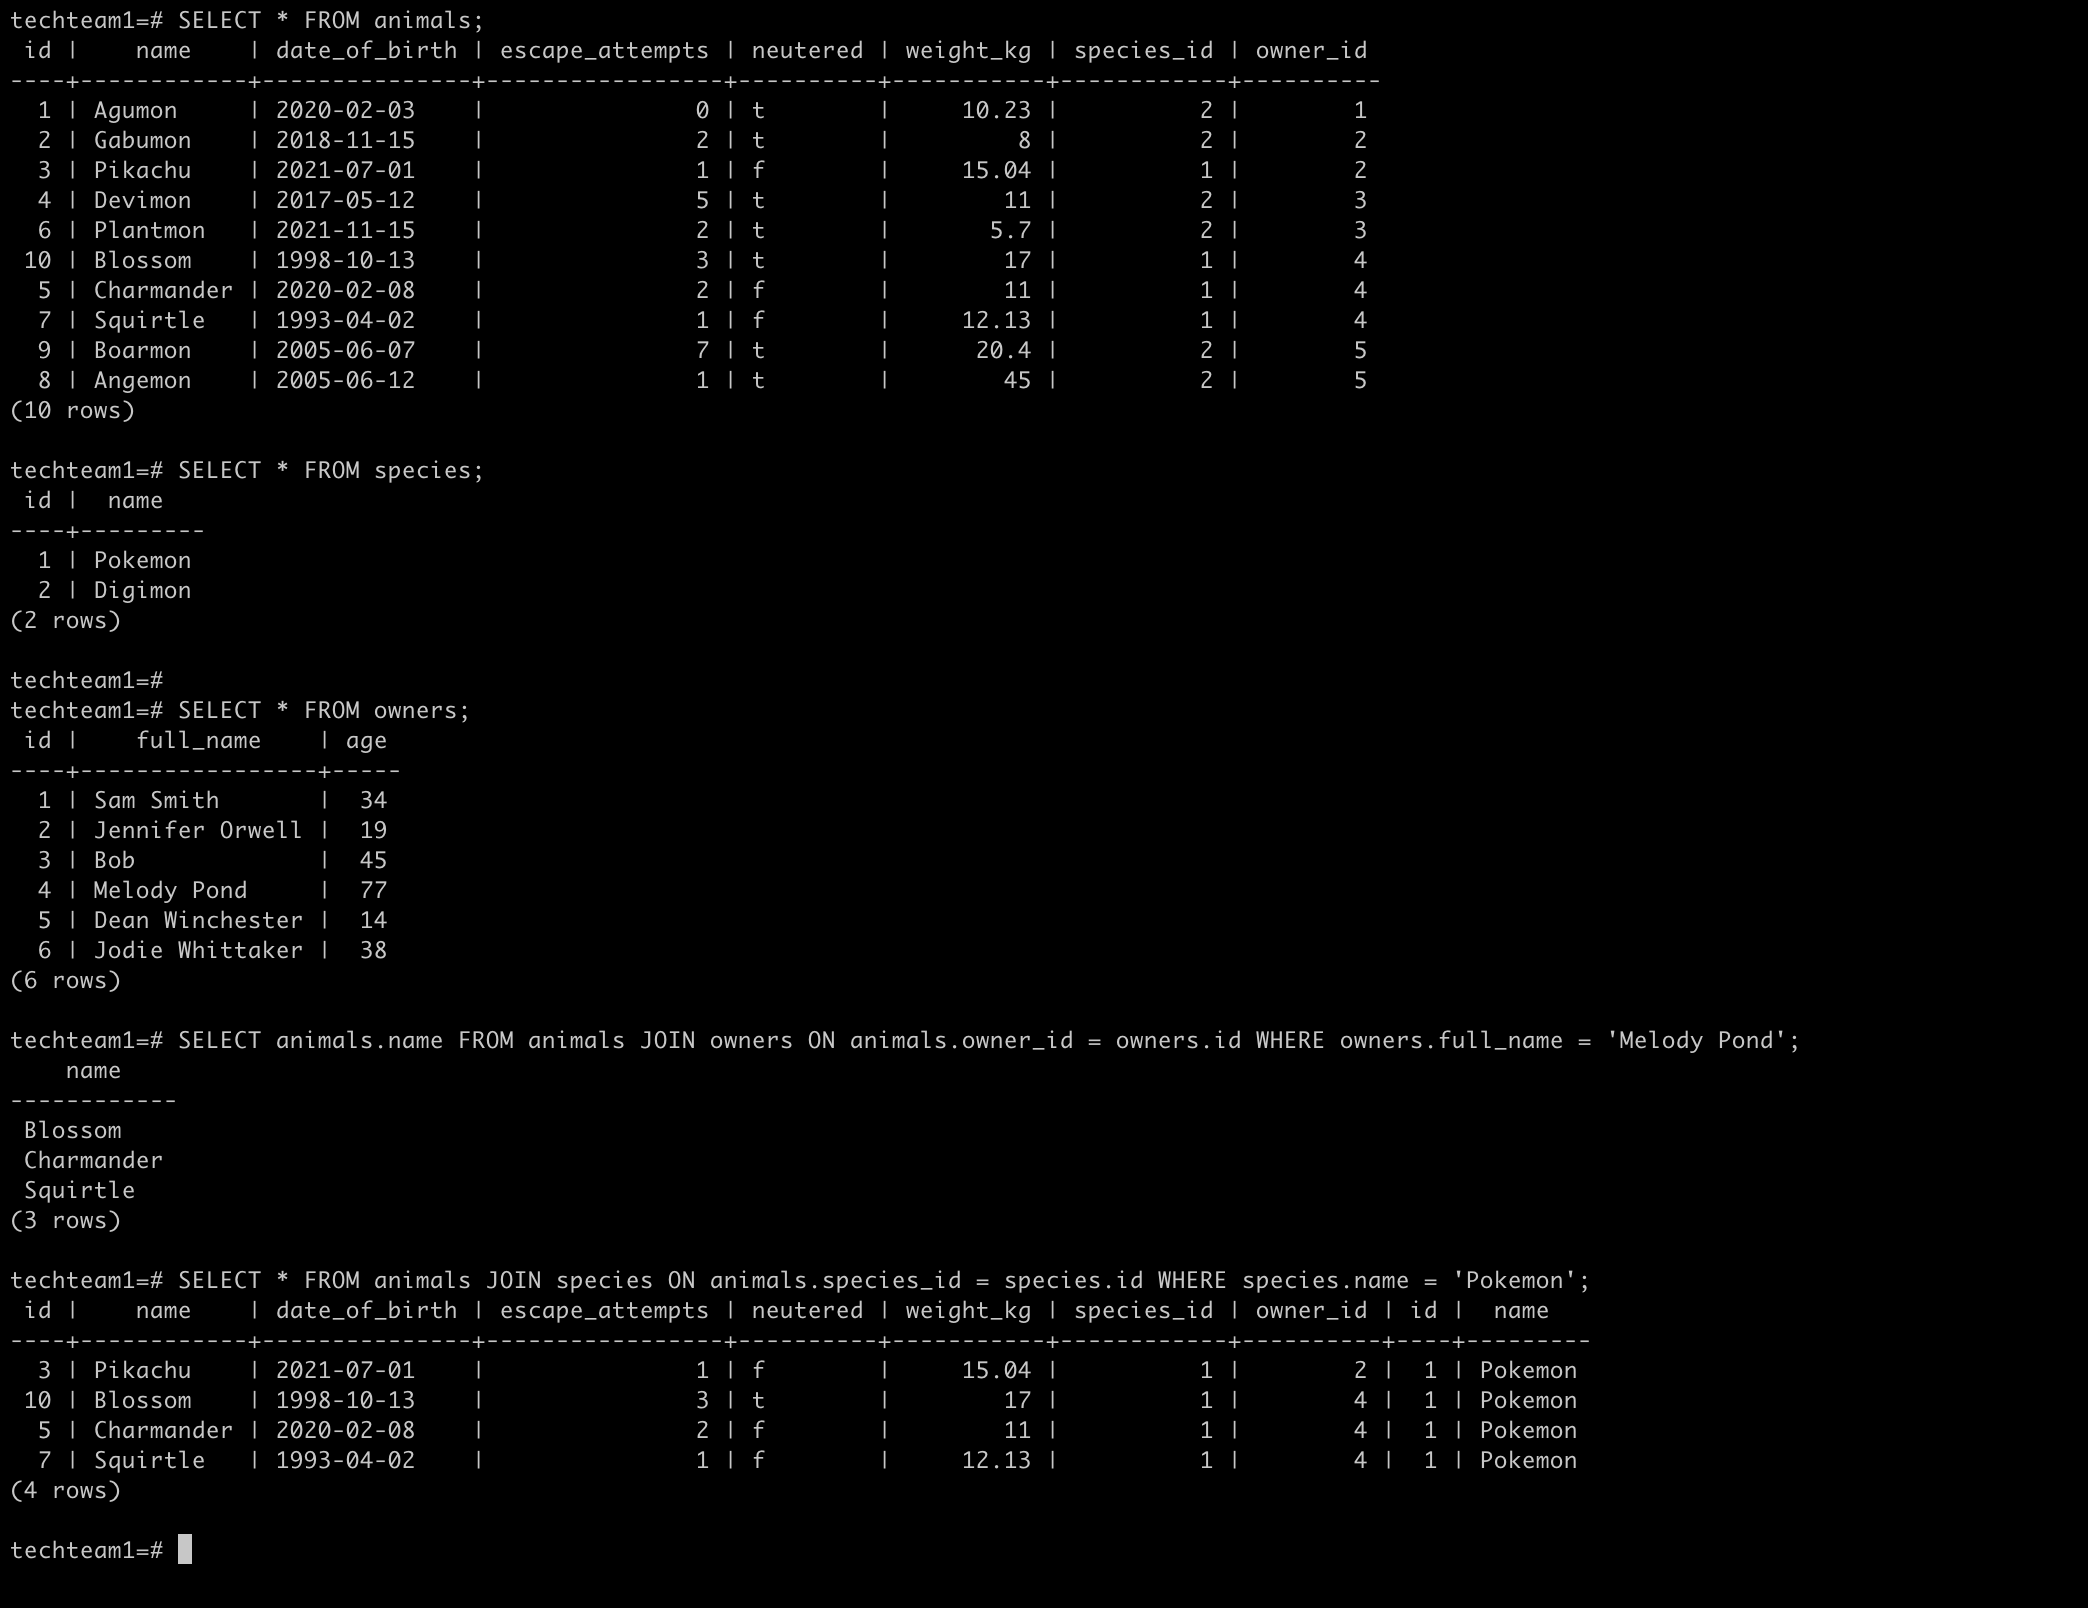 techteam1=# SELECT * FROM animals;
 id |    name    | date_of_birth | escape_attempts | neutered | weight_kg | species_id | owner_id
----+------------+---------------+-----------------+----------+-----------+------------+----------
  1 | Agumon     | 2020-02-03    |               0 | t        |     10.23 |          2 |        1
  2 | Gabumon    | 2018-11-15    |               2 | t        |         8 |          2 |        2
  3 | Pikachu    | 2021-07-01    |               1 | f        |     15.04 |          1 |        2
  4 | Devimon    | 2017-05-12    |               5 | t        |        11 |          2 |        3
  6 | Plantmon   | 2021-11-15    |               2 | t        |       5.7 |          2 |        3
 10 | Blossom    | 1998-10-13    |               3 | t        |        17 |          1 |        4
  5 | Charmander | 2020-02-08    |               2 | f        |        11 |          1 |        4
  7 | Squirtle   | 1993-04-02    |               1 | f        |     12.13 |          1 |        4
  9 | Boarmon    | 2005-06-07    |               7 | t        |      20.4 |          2 |        5
  8 | Angemon    | 2005-06-12    |               1 | t        |        45 |          2 |        5
(10 rows)

techteam1=# SELECT * FROM species;
 id |  name
----+---------
  1 | Pokemon
  2 | Digimon
(2 rows)

techteam1=#
techteam1=# SELECT * FROM owners;
 id |    full_name    | age
----+-----------------+-----
  1 | Sam Smith       |  34
  2 | Jennifer Orwell |  19
  3 | Bob             |  45
  4 | Melody Pond     |  77
  5 | Dean Winchester |  14
  6 | Jodie Whittaker |  38
(6 rows)

techteam1=# SELECT animals.name FROM animals JOIN owners ON animals.owner_id = owners.id WHERE owners.full_name = 'Melody Pond';
    name
------------
 Blossom
 Charmander
 Squirtle
(3 rows)

techteam1=# SELECT * FROM animals JOIN species ON animals.species_id = species.id WHERE species.name = 'Pokemon';
 id |    name    | date_of_birth | escape_attempts | neutered | weight_kg | species_id | owner_id | id |  name
----+------------+---------------+-----------------+----------+-----------+------------+----------+----+---------
  3 | Pikachu    | 2021-07-01    |               1 | f        |     15.04 |          1 |        2 |  1 | Pokemon
 10 | Blossom    | 1998-10-13    |               3 | t        |        17 |          1 |        4 |  1 | Pokemon
  5 | Charmander | 2020-02-08    |               2 | f        |        11 |          1 |        4 |  1 | Pokemon
  7 | Squirtle   | 1993-04-02    |               1 | f        |     12.13 |          1 |        4 |  1 | Pokemon
(4 rows)

techteam1=#